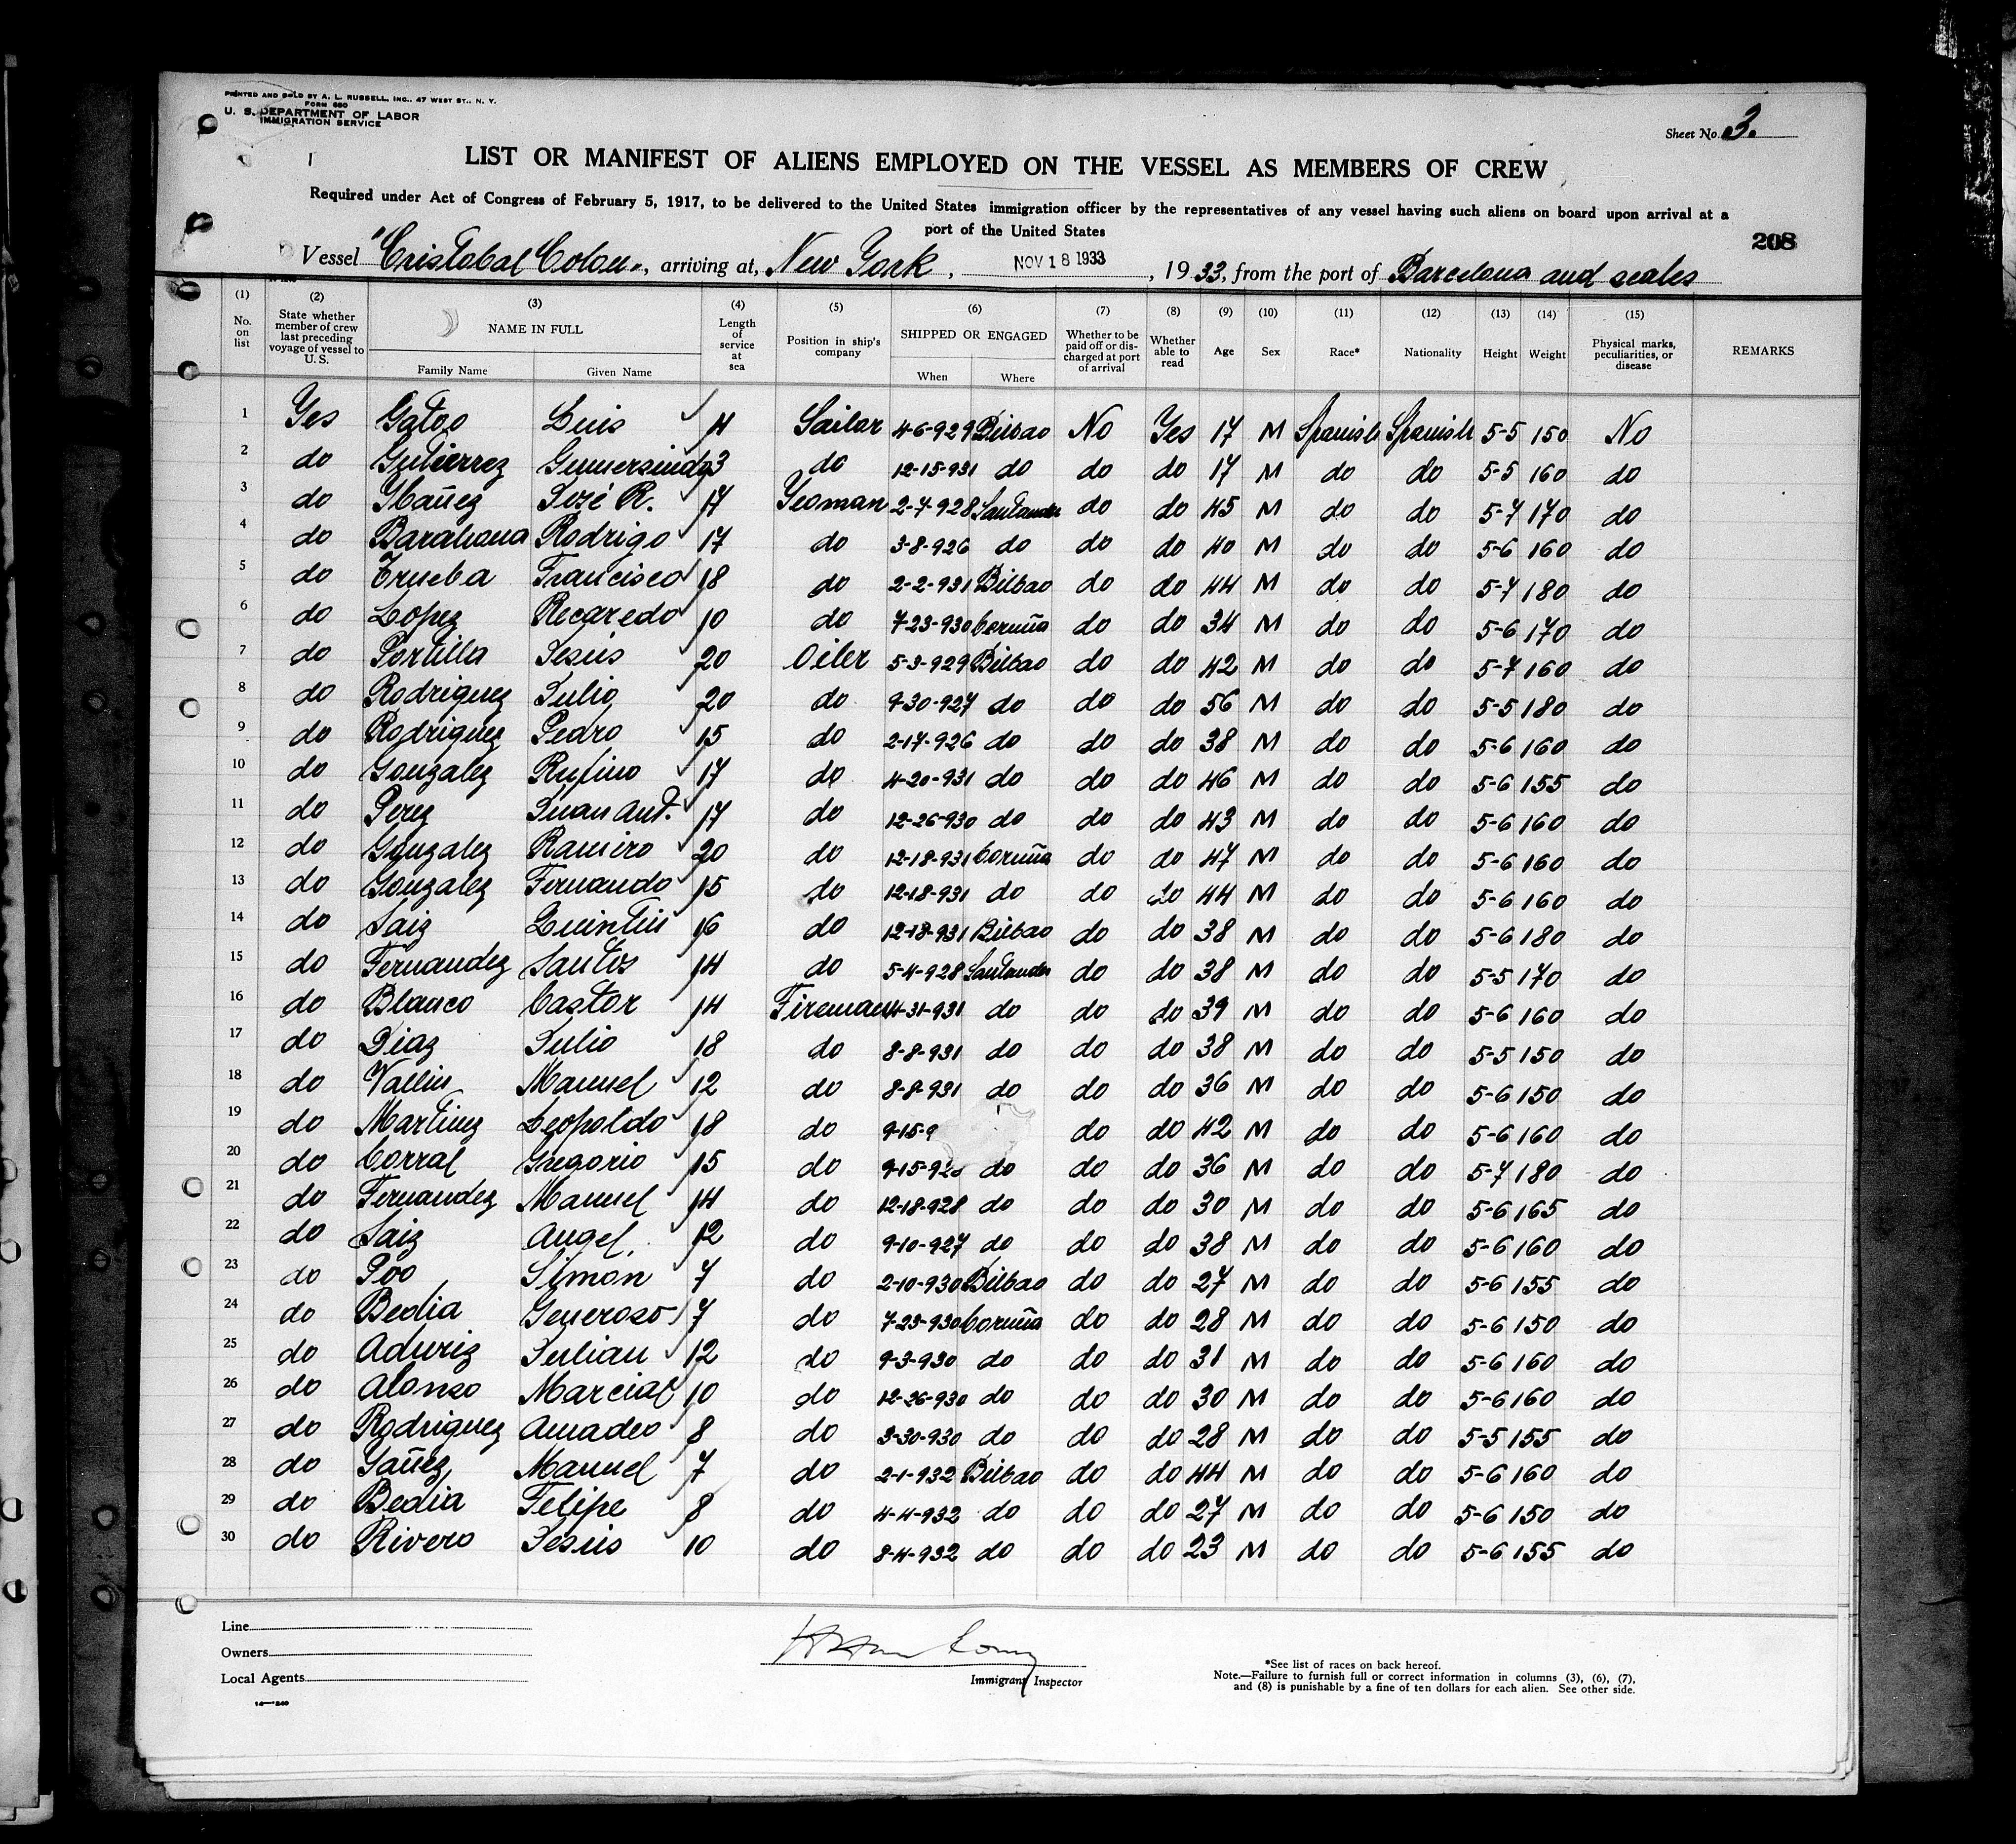 PRINTED AND SOLD BY A. L. RUSSELL, INC., 47 WEST ST., N. Y.
FORM 680
U. S. DEPARTMENT OF LABOR
IMMIGRATION SERVICE
Sheet No. 3.
LIST OR MANIFEST OF ALIENS EMPLOYED ON THE VESSEL AS MEMBERS OF CREW
Required under Act of Congress of February 5, 1917, to be delivered to the United States immigration officer by the representatives of any vessel having such aliens on board upon arrival at a
port of the United States
208
Vessel "Cristobal Colon", arriving at, New York, NOV 18 1933, 1933, from the port of Barcelona and scales
(1) No. on list (2) State whether member of crew last preceding voyage of vessel to U. S. (3) NAME IN FULL Family Name Given Name (4) Length of service at sea (5) Position in ship's company (6) SHIPPED OR ENGAGED When Where (7) Whether to be paid off or discharged at port of arrival (8) Whether able to read (9) Age (10) Sex (11) Race* (12) Nationality (13) Height (14) Weight (15) Physical marks, peculiarities, or disease REMARKS
1 Yes Gatoo Luis 4 Sailor 4-6-929 Bilbao No Yes 17 M Spanish Spanish 5-5 150 No
2 do Gutierrez Gumersindo 3 do 12-15-931 do do do 17 M do do 5-5 160 do
3 do Ibañez José R. 17 Yeoman 2-7-928 Santander do do 45 M do do 5-7 170 do
4 do Barahona Rodrigo 17 do 3-8-926 do do do 40 M do do 5-6 160 do
5 do Trueba Francisco 18 do 2-2-931 Bilbao do do 44 M do do 5-7 180 do
6 do Lopez Recaredo 10 do 7-23-930 Coruña do do 34 M do do 5-6 170 do
7 do Portilla Jesús 20 Oiler 5-3-929 Bilbao do do 42 M do do 5-7 160 do
8 do Rodriguez Julio 20 do 9-30-927 do do do 56 M do do 5-5 180 do
9 do Rodriguez Pedro 15 do 2-17-926 do do do 38 M do do 5-6 160 do
10 do Gonzalez Rufino 17 do 4-20-931 do do do 46 M do do 5-6 155 do
11 do Perez Juan Ant. 17 do 12-26-930 do do do 43 M do do 5-6 160 do
12 do Gonzalez Ramiro 20 do 12-18-931 Coruña do do 47 M do do 5-6 160 do
13 do Gonzalez Fernando 15 do 12-18-931 do do do 44 M do do 5-6 160 do
14 do Saiz Quintin 16 do 12-18-931 Bilbao do do 38 M do do 5-6 180 do
15 do Fernandez Santos 14 do 5-4-928 Santander do do 38 M do do 5-5 170 do
16 do Blanco Castor 14 Fireman 4-31-931 do do do 39 M do do 5-6 160 do
17 do Diaz Julio 18 do 8-8-931 do do do 38 M do do 5-5 150 do
18 do Vallin Manuel 12 do 8-8-931 do do do 36 M do do 5-6 150 do
19 do Martinez Leopoldo 18 do 9-15-9 do do 42 M do do 5-6 160 do
20 do Corral Gregorio 15 do 9-15-92 do do do 36 M do do 5-7 180 do
21 do Fernandez Manuel 14 do 12-18-928 do do do 30 M do do 5-6 165 do
22 do Saiz Angel 12 do 9-10-927 do do do 38 M do do 5-6 160 do
23 do Poo Simon 7 do 2-10-930 Bilbao do do 27 M do do 5-6 155 do
24 do Bedia Generoso 7 do 7-23-930 Coruña do do 28 M do do 5-6 150 do
25 do Aduriz Julian 12 do 9-3-930 do do do 31 M do do 5-6 160 do
26 do Alonso Marcial 10 do 12-26-930 do do do 30 M do do 5-6 160 do
27 do Rodriguez Amadeo 8 do 3-30-930 do do do 28 M do do 5-5 155 do
28 do Yañez Manuel 7 do 2-1-932 Bilbao do do 44 M do do 5-6 160 do
29 do Bedia Felipe 8 do 4-4-932 do do do 27 M do do 5-6 150 do
30 do Rivero Jesús 10 do 8-4-932 do do do 23 M do do 5-6 155 do
Line
Owners
Local Agents
Immigrant Inspector
*See list of races on back hereof.
Note.—Failure to furnish full or correct information in columns (3), (6), (7),
and (8) is punishable by a fine of ten dollars for each alien. See other side.